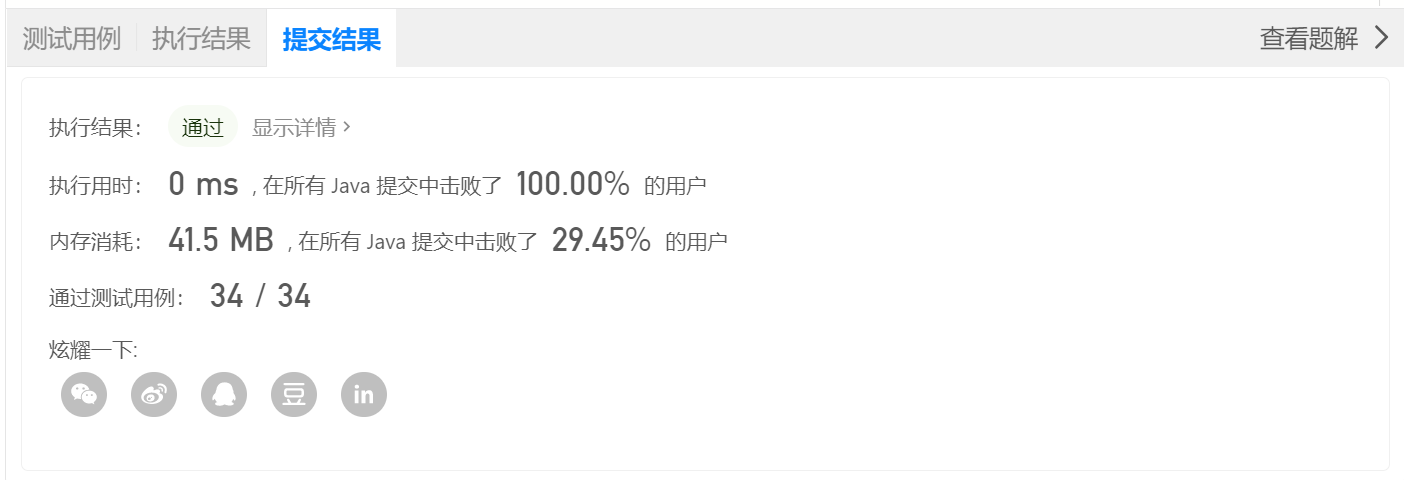 测试用例 执行结果 提交结果 查看题解
执行结果： 通过 显示详情 ›
执行用时： 0 ms , 在所有 Java 提交中击败了 100.00% 的用户
内存消耗： 41.5 MB , 在所有 Java 提交中击败了 29.45% 的用户
通过测试用例： 34 / 34
炫耀一下:
豆 in